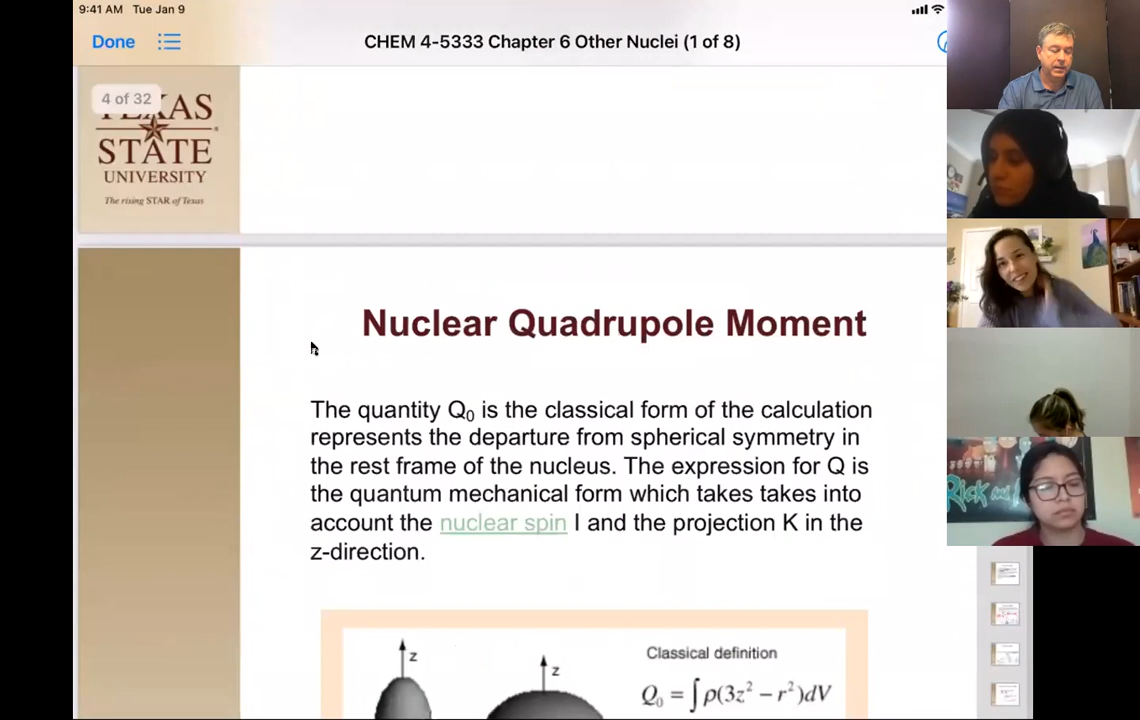 9:41 AM Tue Jan 9
Done
CHEM 4-5333 Chapter 6 Other Nuclei (1 of 8)
4 of 32
TEXAS
STATE
UNIVERSITY
The rising STAR of Texas
Nuclear Quadrupole Moment
The quantity Q₀ is the classical form of the calculation
represents the departure from spherical symmetry in
the rest frame of the nucleus. The expression for Q is
the quantum mechanical form which takes takes into
account the nuclear spin I and the projection K in the
z-direction.
z
z
Classical definition
Q₀ = ∫ρ(3z² − r²)dV
Rick and